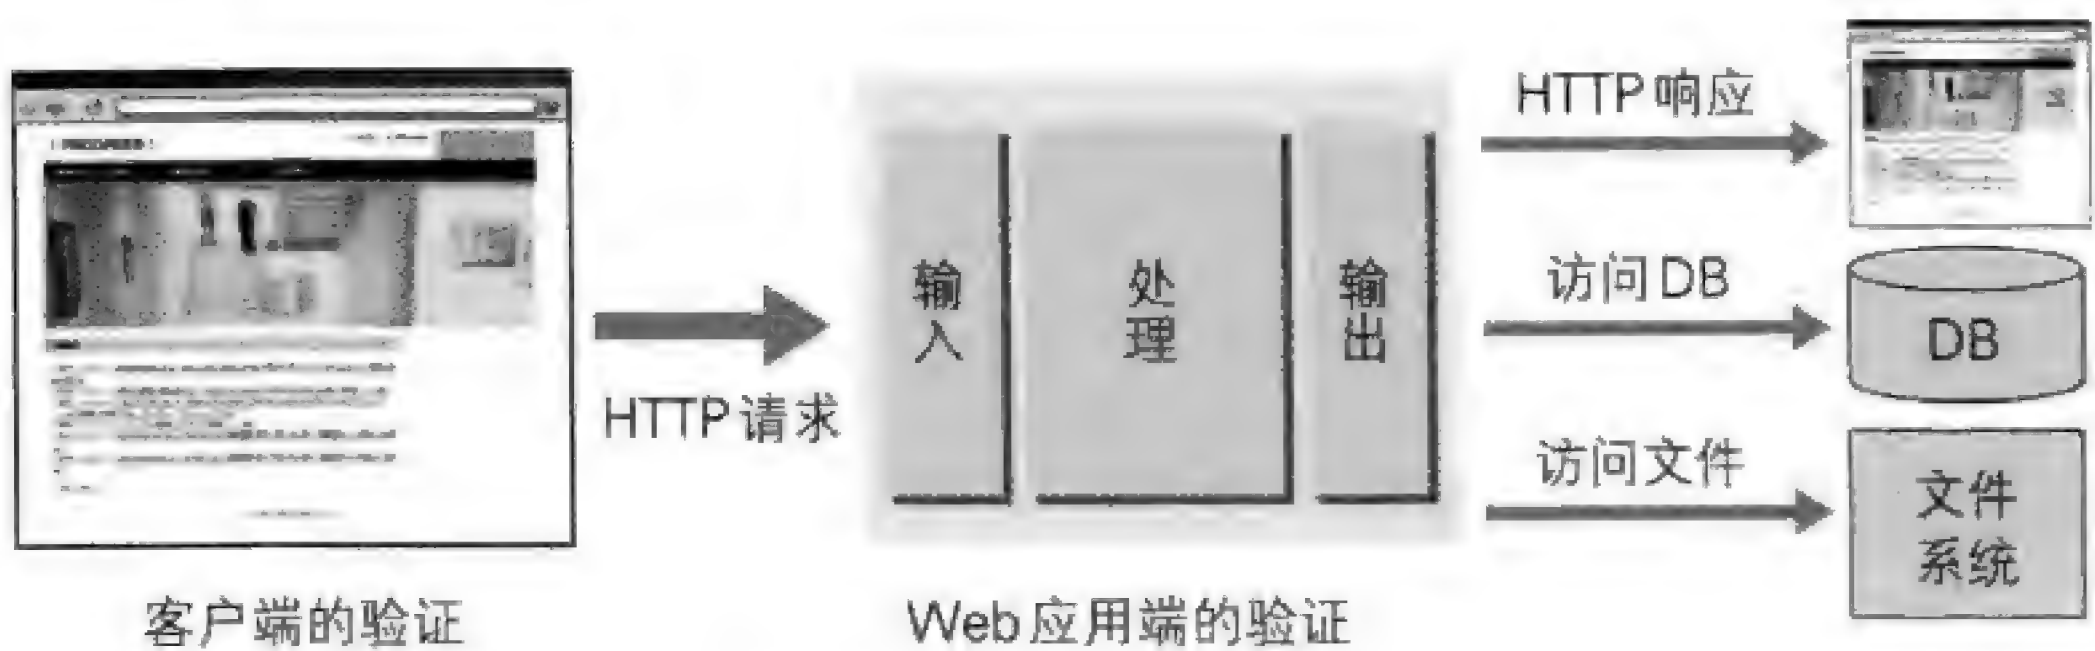 HTTP请求
客户端的验证
输入
处理
输出
Web应用端的验证
HTTP响应
访问DB
DB
访问文件
文件
系统